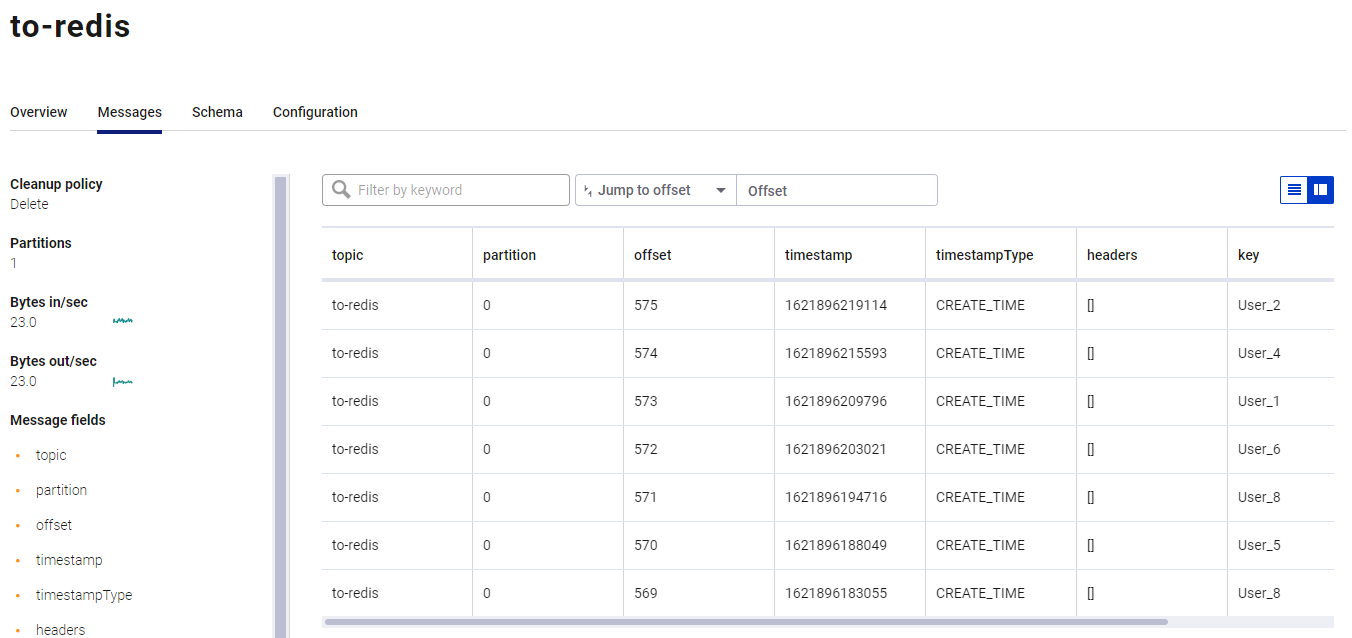 to-redis
Overview Messages Schema Configuration
Cleanup policy
Delete
Partitions
1
Bytes in/sec
23.0
Bytes out/sec
23.0
Message fields
topic
partition
offset
timestamp
timestampType
headers
Filter by keyword Jump to offset Offset
topic partition offset timestamp timestampType headers key
to-redis 0 575 1621896219114 CREATE_TIME [] User_2
to-redis 0 574 1621896215593 CREATE_TIME [] User_4
to-redis 0 573 1621896209796 CREATE_TIME [] User_1
to-redis 0 572 1621896203021 CREATE_TIME [] User_6
to-redis 0 571 1621896194716 CREATE_TIME [] User_8
to-redis 0 570 1621896188049 CREATE_TIME [] User_5
to-redis 0 569 1621896183055 CREATE_TIME [] User_8